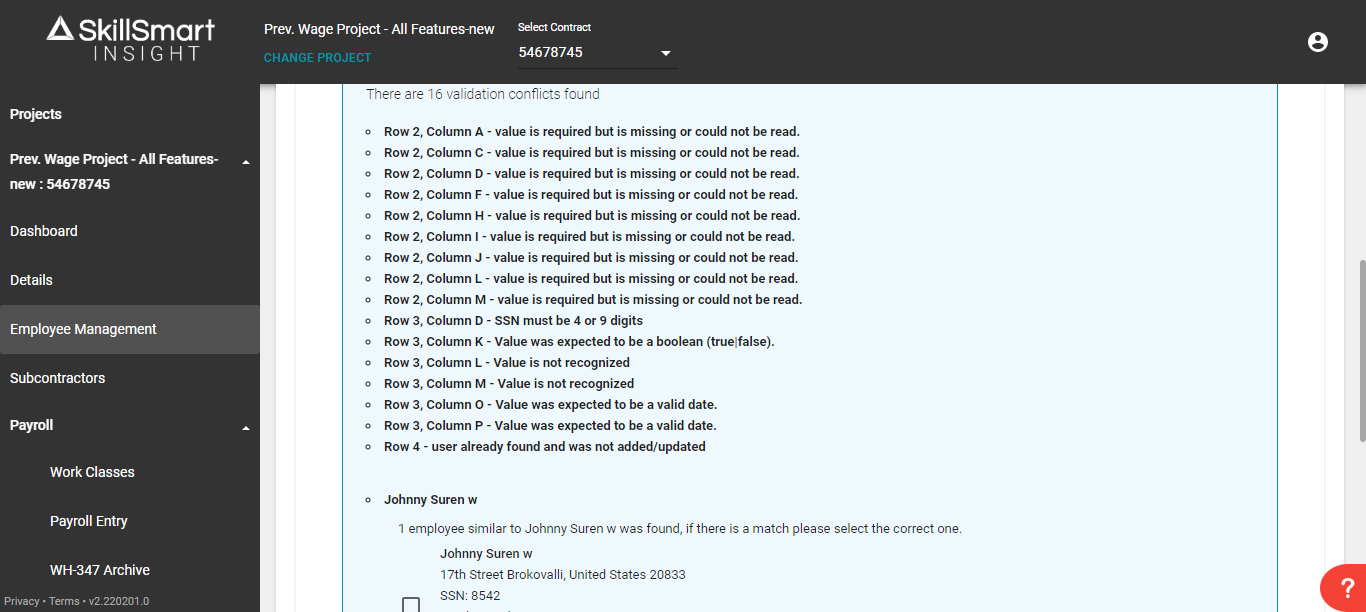 SkillSmart
INSIGHT
Prev. Wage Project - All Features-new
CHANGE PROJECT
Select Contract
54678745
Projects
Prev. Wage Project - All Features-
new : 54678745
Dashboard
Details
Employee Management
Subcontractors
Payroll
Work Classes
Payroll Entry
WH-347 Archive
Privacy • Terms • v2.220201.0
There are 16 validation conflicts found
Row 2, Column A - value is required but is missing or could not be read.
Row 2, Column C - value is required but is missing or could not be read.
Row 2, Column D - value is required but is missing or could not be read.
Row 2, Column F - value is required but is missing or could not be read.
Row 2, Column H - value is required but is missing or could not be read.
Row 2, Column I - value is required but is missing or could not be read.
Row 2, Column J - value is required but is missing or could not be read.
Row 2, Column L - value is required but is missing or could not be read.
Row 2, Column M - value is required but is missing or could not be read.
Row 3, Column D - SSN must be 4 or 9 digits
Row 3, Column K - Value was expected to be a boolean (true|false).
Row 3, Column L - Value is not recognized
Row 3, Column M - Value is not recognized
Row 3, Column O - Value was expected to be a valid date.
Row 3, Column P - Value was expected to be a valid date.
Row 4 - user already found and was not added/updated
Johnny Suren w
1 employee similar to Johnny Suren w was found, if there is a match please select the correct one.
Johnny Suren w
17th Street Brokovalli, United States 20833
SSN: 8542
?